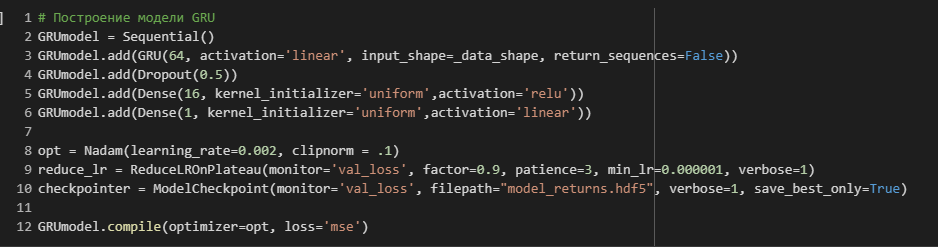 ]
1 # Построение модели GRU
2 GRUmodel = Sequential()
3 GRUmodel.add(GRU(64, activation='linear', input_shape=_data_shape, return_sequences=False))
4 GRUmodel.add(Dropout(0.5))
5 GRUmodel.add(Dense(16, kernel_initializer='uniform',activation='relu'))
6 GRUmodel.add(Dense(1, kernel_initializer='uniform',activation='linear'))
7
8 opt = Nadam(learning_rate=0.002, clipnorm = .1)
9 reduce_lr = ReduceLROnPlateau(monitor='val_loss', factor=0.9, patience=3, min_lr=0.000001, verbose=1)
10 checkpointer = ModelCheckpoint(monitor='val_loss', filepath="model_returns.hdf5", verbose=1, save_best_only=True)
11
12 GRUmodel.compile(optimizer=opt, loss='mse')